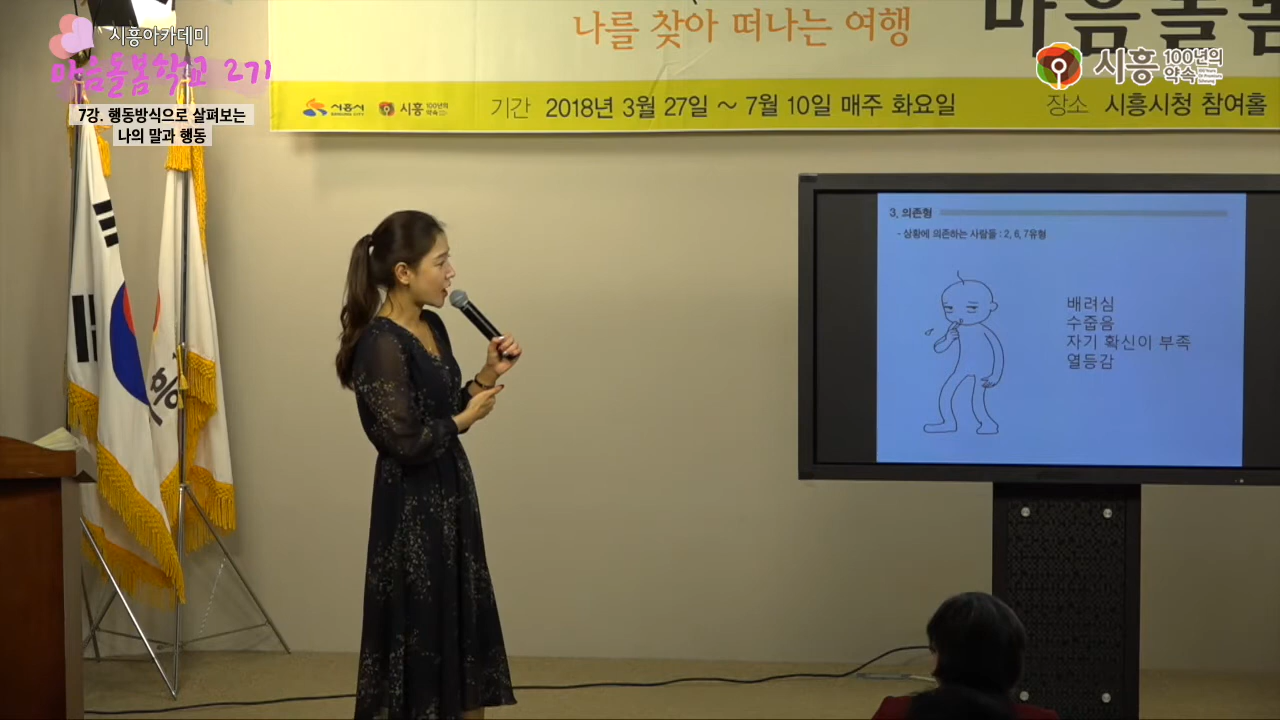 시흥아카데미
마음돌봄학교 2기
7강. 행동방식으로 살펴보는
나의 말과 행동
나를 찾아 떠나는 여행
마음돌봄
시흥 100년의
약속
시흥시
시흥 100년의
약속
기간 2018년 3월 27일 ~ 7월 10일 매주 화요일
장소 시흥시청 참여홀
3. 의존형
- 상황에 의존하는 사람들 : 2, 6, 7유형
배려심
수줍음
자기 확신이 부족
열등감